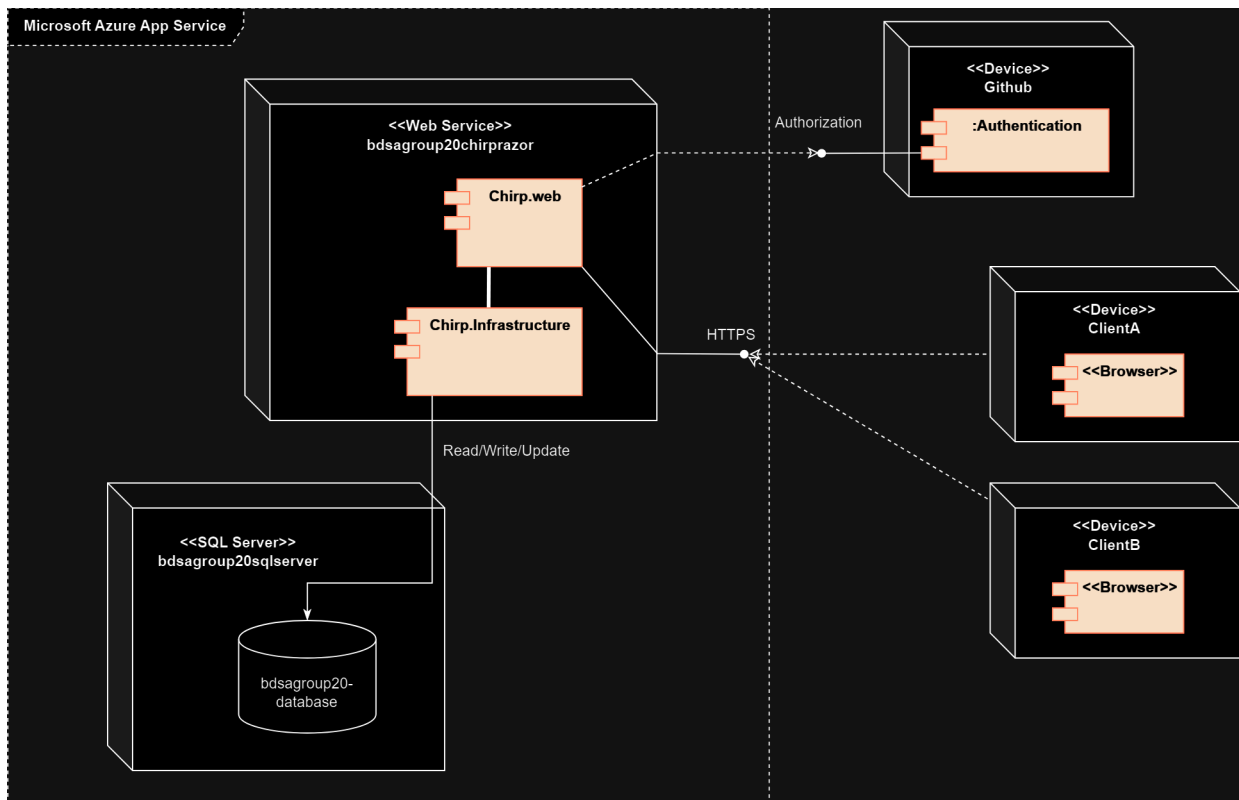 Microsoft Azure App Service
<<Device>>
Github
:Authentication
Authorization
<<Web Service>>
bdsagroup20chirprazor
Chirp.web
Chirp.Infrastructure
HTTPS
<<Device>>
ClientA
<<Browser>>
Read/Write/Update
<<SQL Server>>
bdsagroup20sqlserver
bdsagroup20-
database
<<Device>>
ClientB
<<Browser>>